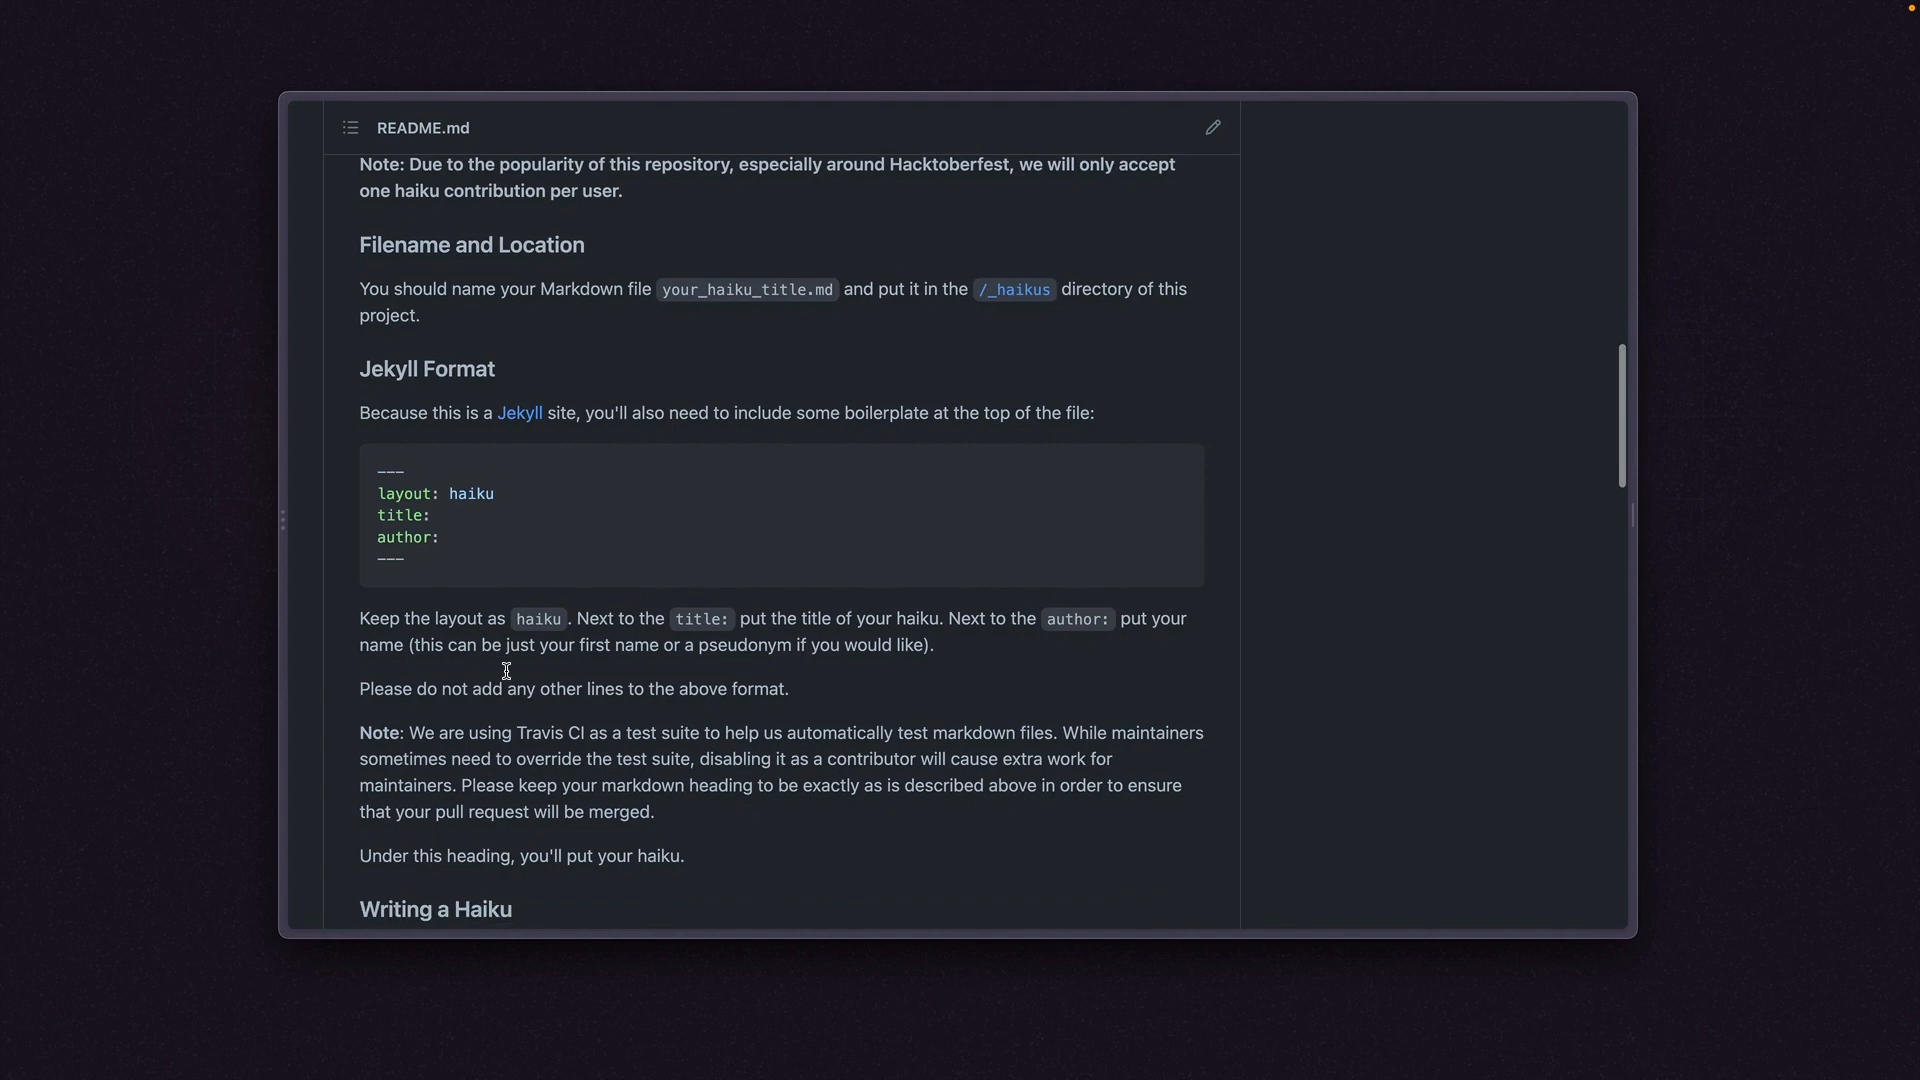 README.md
Note: Due to the popularity of this repository, especially around Hacktoberfest, we will only accept
one haiku contribution per user.
Filename and Location
You should name your Markdown file your_haiku_title.md and put it in the /_haikus directory of this
project.
Jekyll Format
Because this is a Jekyll site, you'll also need to include some boilerplate at the top of the file:
---
layout: haiku
title:
author:
---
Keep the layout as haiku. Next to the title: put the title of your haiku. Next to the author: put your
name (this can be just your first name or a pseudonym if you would like).
Please do not add any other lines to the above format.
Note: We are using Travis CI as a test suite to help us automatically test markdown files. While maintainers
sometimes need to override the test suite, disabling it as a contributor will cause extra work for
maintainers. Please keep your markdown heading to be exactly as is described above in order to ensure
that your pull request will be merged.
Under this heading, you'll put your haiku.
Writing a Haiku